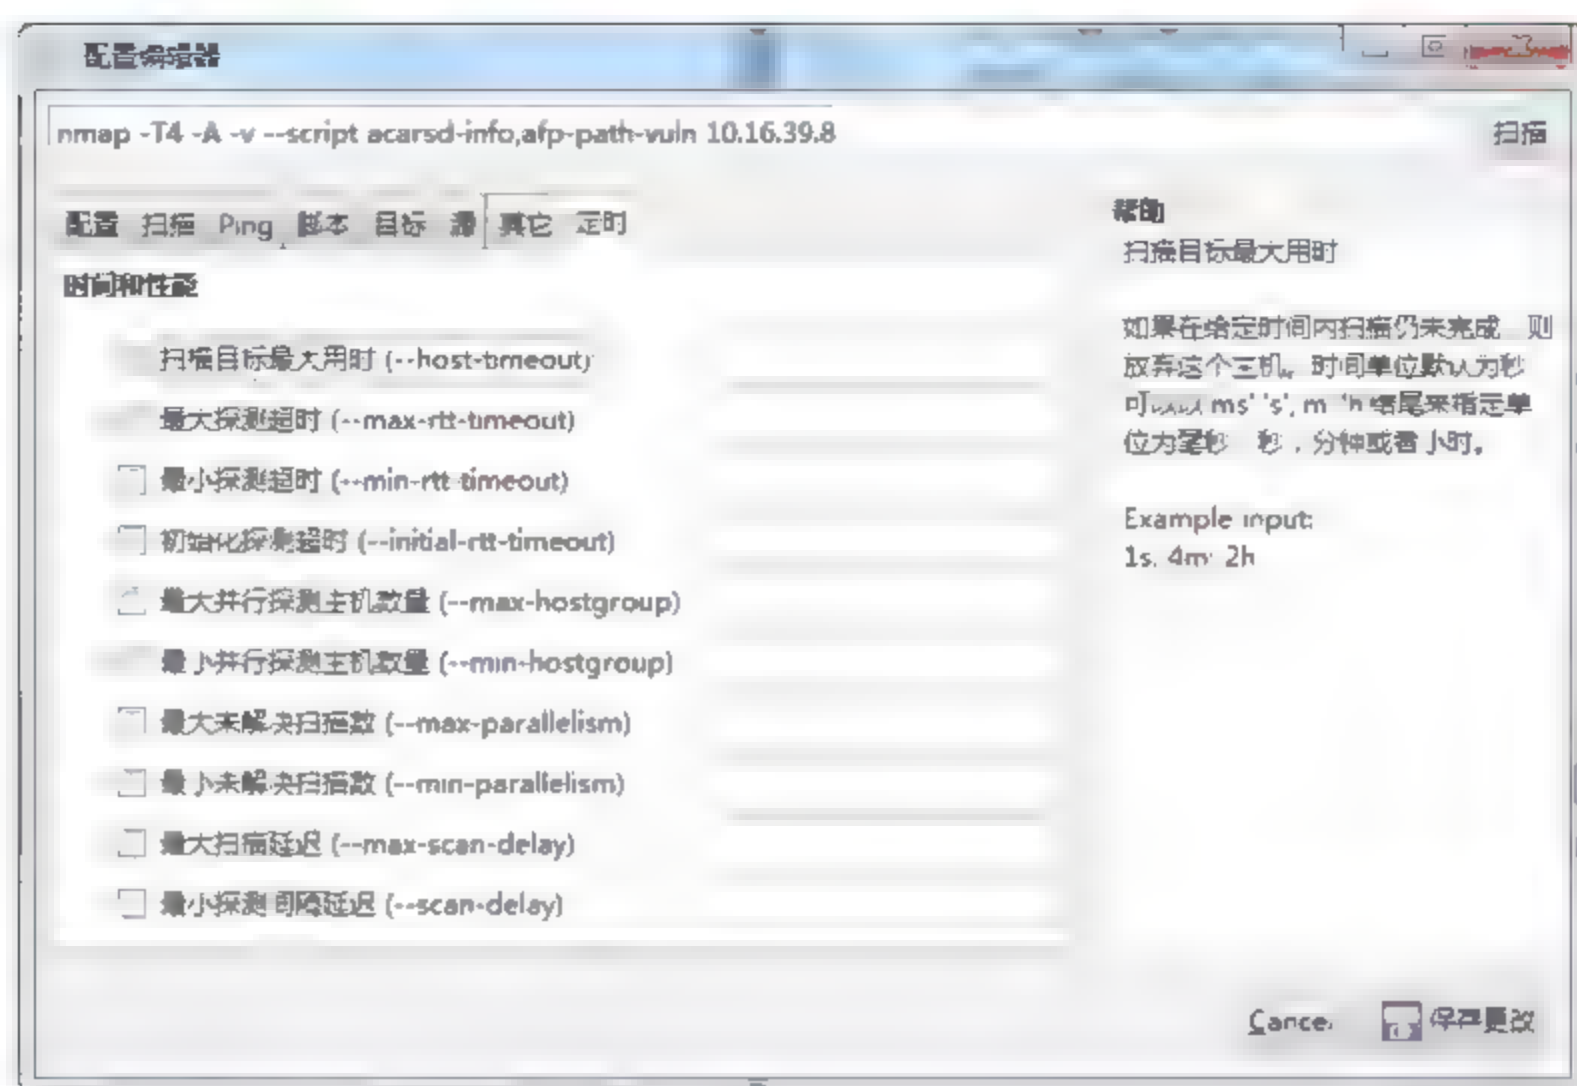 配置编辑器
nmap -T4 -A -v --script acarsd-info,afp-path-vuln 10.16.39.8
扫描
配置 扫描 Ping 脚本 目标 源 其它 定时
时间和性能
扫描目标最大用时 (--host-timeout)
最大探测超时 (--max-rtt-timeout)
最小探测超时 (--min-rtt-timeout)
初始化探测超时 (--initial-rtt-timeout)
最大并行探测主机数量 (--max-hostgroup)
最小并行探测主机数量 (--min-hostgroup)
最大未解决扫描数 (--max-parallelism)
最小未解决扫描数 (--min-parallelism)
最大扫描延迟 (--max-scan-delay)
最小探测间隔延迟 (--scan-delay)
帮助
扫描目标最大用时
如果在给定时间内扫描仍未完成 则
放弃这个主机。时间单位默认为秒
可以以 ms' 's', m 'h 结尾来指定单
位为毫秒 秒，分钟或者小时。
Example input:
1s, 4m, 2h
Cancel
保存更改